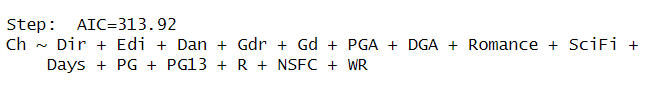 Step:  AIC=313.92
Ch ~ Dir + Edi + Dan + Gdr + Gd + PGA + DGA + Romance + SciFi +
    Days + PG + PG13 + R + NSFC + WR